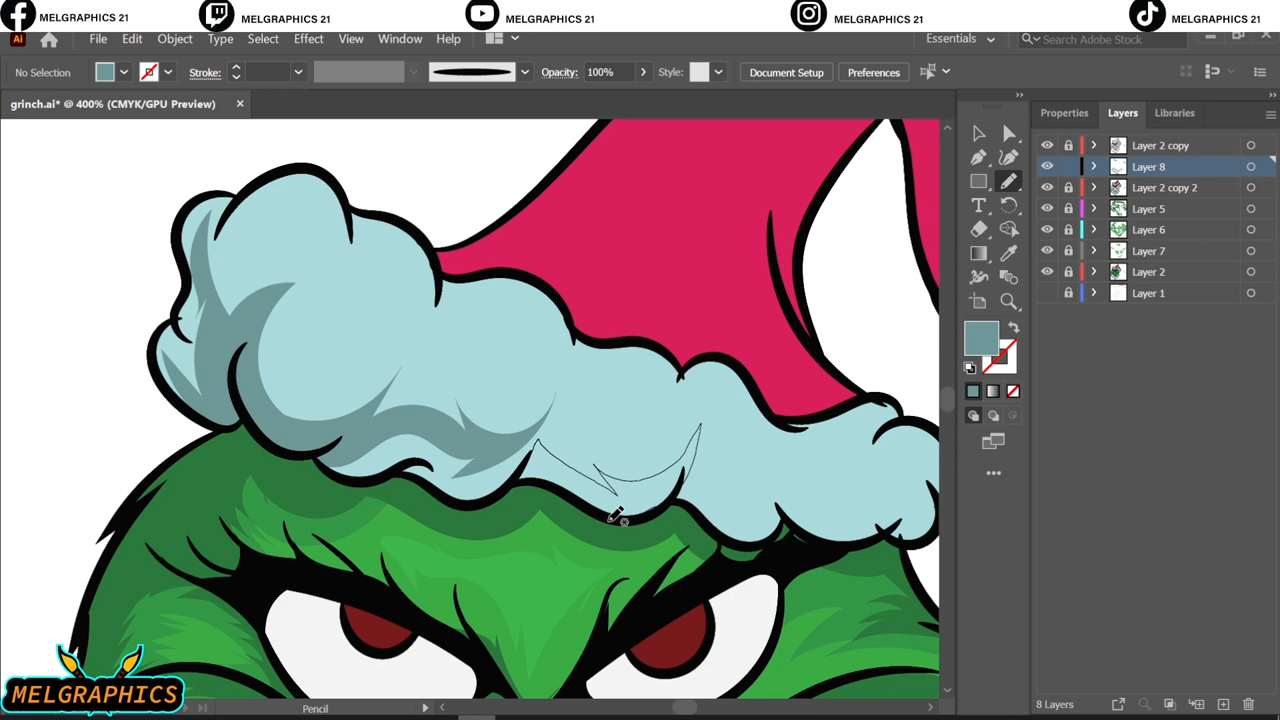 MELGRAPHICS 21
MELGRAPHICS 21
MELGRAPHICS 21
MELGRAPHICS 21
MELGRAPHICS 21
Ai
File Edit Object Type Select Effect View Window Help
Essentials
Search Adobe Stock
No Selection
Stroke:
Opacity: 100%
Style:
Document Setup
Preferences
grinch.ai* @ 400% (CMYK/GPU Preview)
Properties Layers Libraries
Layer 2 copy
Layer 8
Layer 2 copy 2
Layer 5
Layer 6
Layer 7
Layer 2
Layer 1
MELGRAPHICS
Pencil
8 Layers